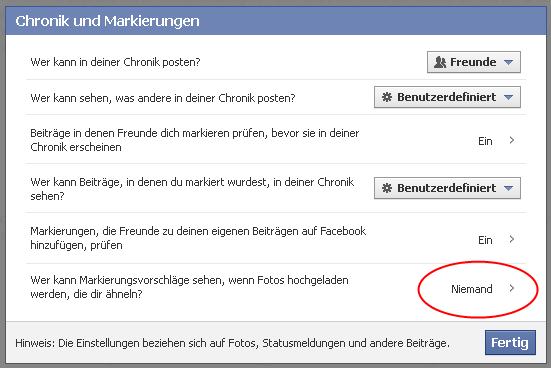 Chronik und Markierungen
Wer kann in deiner Chronik posten?
Freunde
Wer kann sehen, was andere in deiner Chronik posten?
Benutzerdefiniert
Beiträge in denen Freunde dich markieren prüfen, bevor sie in deiner
Chronik erscheinen
Ein
Wer kann Beiträge, in denen du markiert wurdest, in deiner Chronik
sehen?
Benutzerdefiniert
Markierungen, die Freunde zu deinen eigenen Beiträgen auf Facebook
hinzufügen, prüfen
Ein
Wer kann Markierungsvorschläge sehen, wenn Fotos hochgeladen
werden, die dir ähneln?
Niemand
Hinweis: Die Einstellungen beziehen sich auf Fotos, Statusmeldungen und andere Beiträge.
Fertig